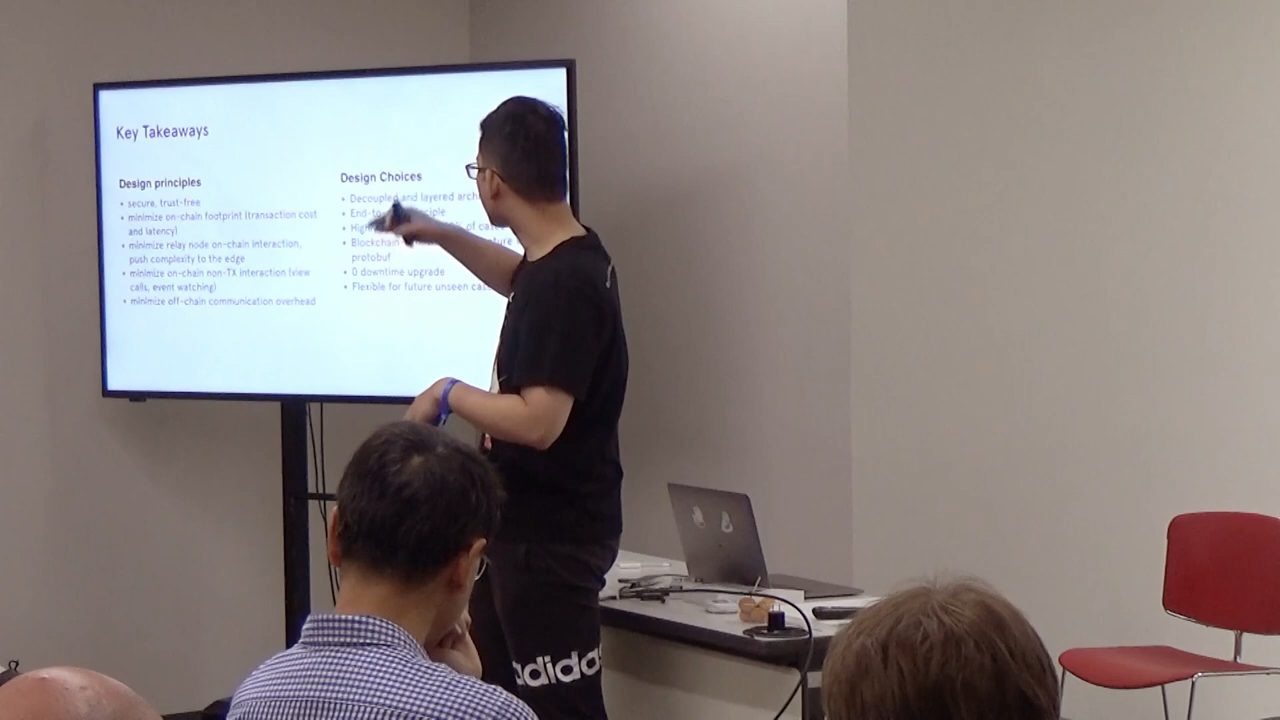 Key Takeaways
Design principles
• secure, trust-free
• minimize on-chain footprint (transaction cost
and latency)
• minimize relay node on-chain interaction,
push complexity to the edge
• minimize on-chain non-TX interaction (view
calls, event watching)
• minimize off-chain communication overhead
Design Choices
• Decoupled and layered
• End-to
• of
• Blockchain
protobuf
• 0 downtime upgrade
• Flexible for future unseen
adidas